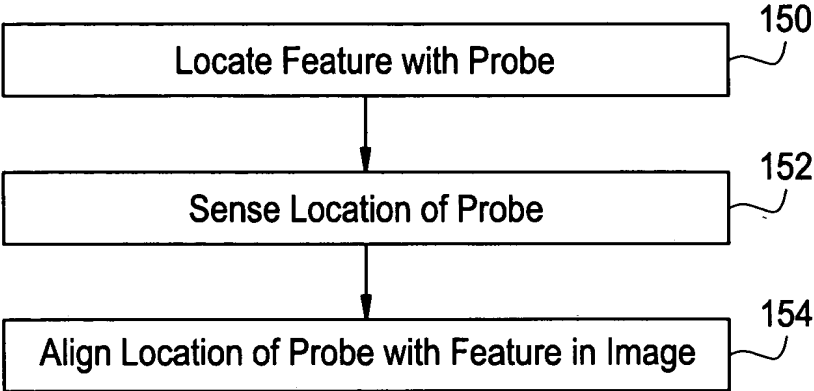 150
Locate Feature with Probe
152
Sense Location of Probe
154
Align Location of Probe with Feature in Image